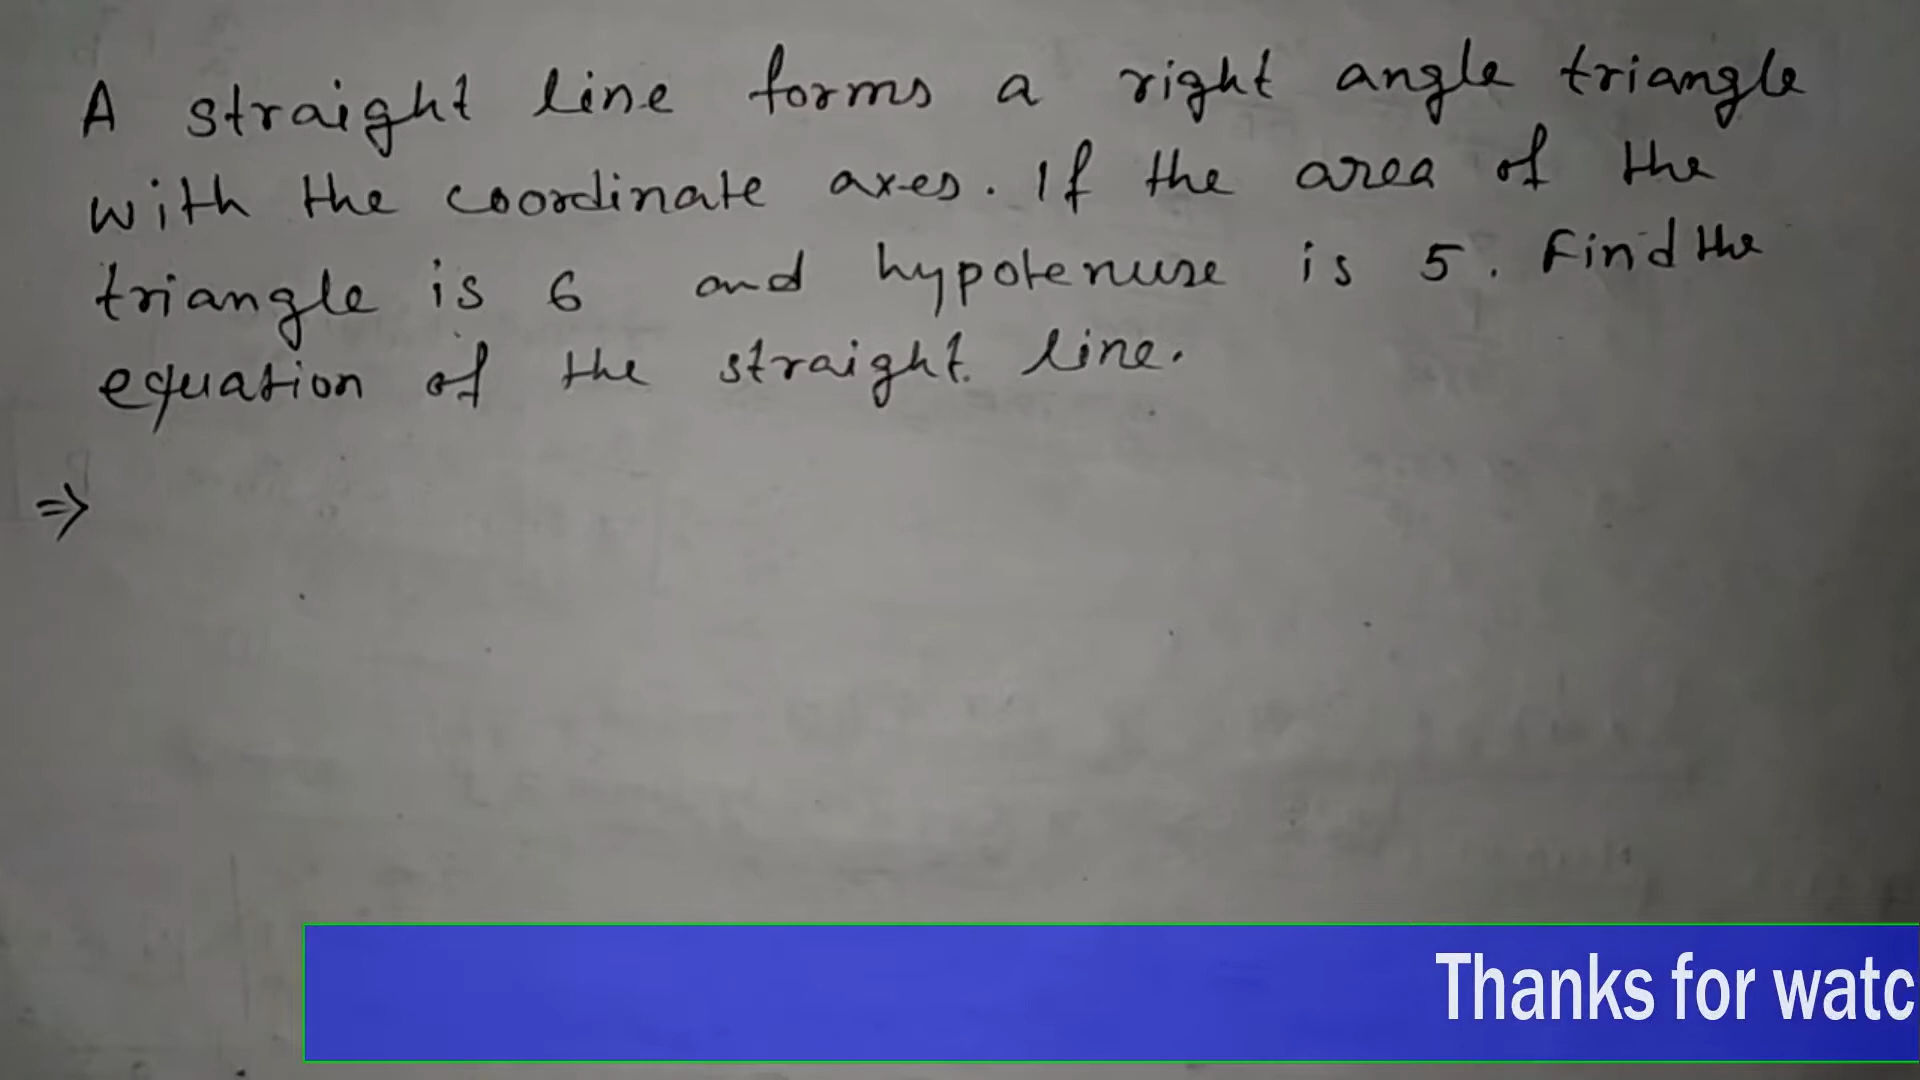 A straight line forms a right angle triangle
with the coordinate axes. If the area of the
triangle is 6 and hypotenuse is 5. Find the
equation of the straight line.
⇒
Thanks for watc